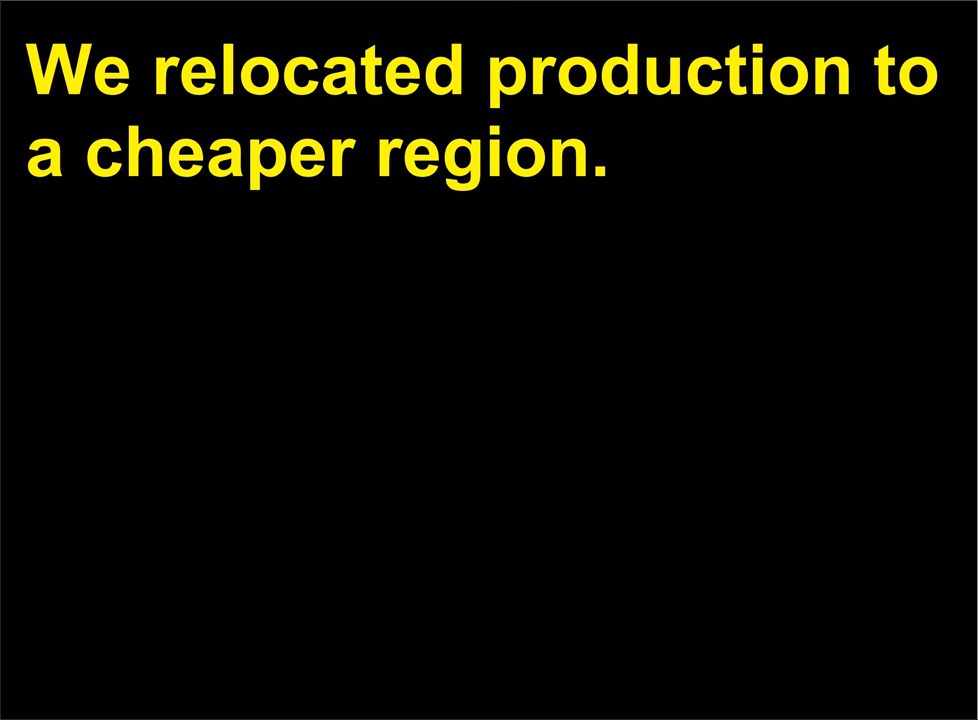 We relocated production to
a cheaper region.